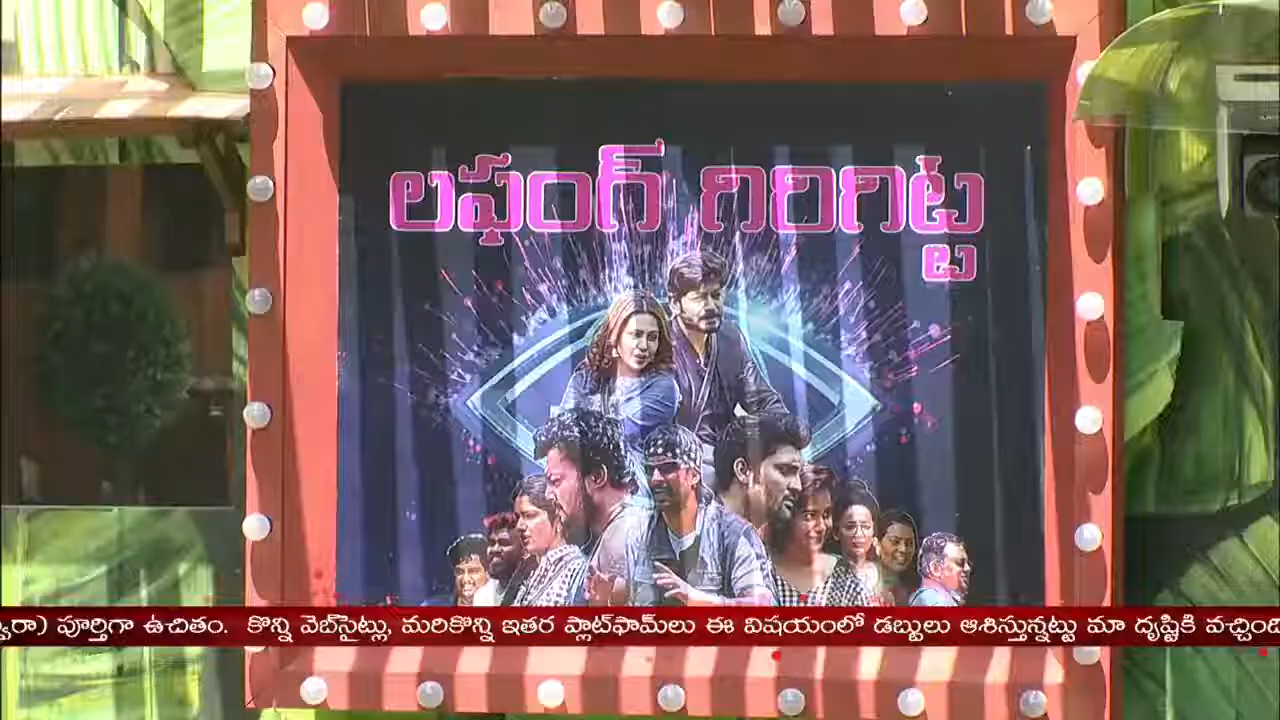 లఫంగ్ గిరిగిట్ట
పూర్తిగా ఉచితం. కొన్ని వెబ్‌సైట్లు, మరికొన్ని ఇతర ప్లాట్‌ఫామ్‌లు ఈ విషయంలో డబ్బులు ఆశిస్తున్నట్టు మా దృష్టికి